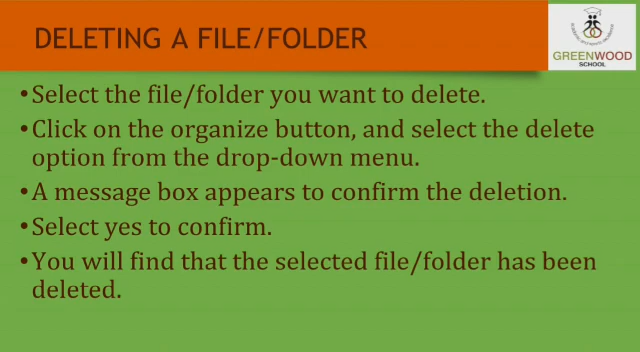 DELETING A FILE/FOLDER
GREENWOOD
SCHOOL
•Select the file/folder you want to delete.
•Click on the organize button, and select the delete
option from the drop-down menu.
•A message box appears to confirm the deletion.
•Select yes to confirm.
•You will find that the selected file/folder has been
deleted.